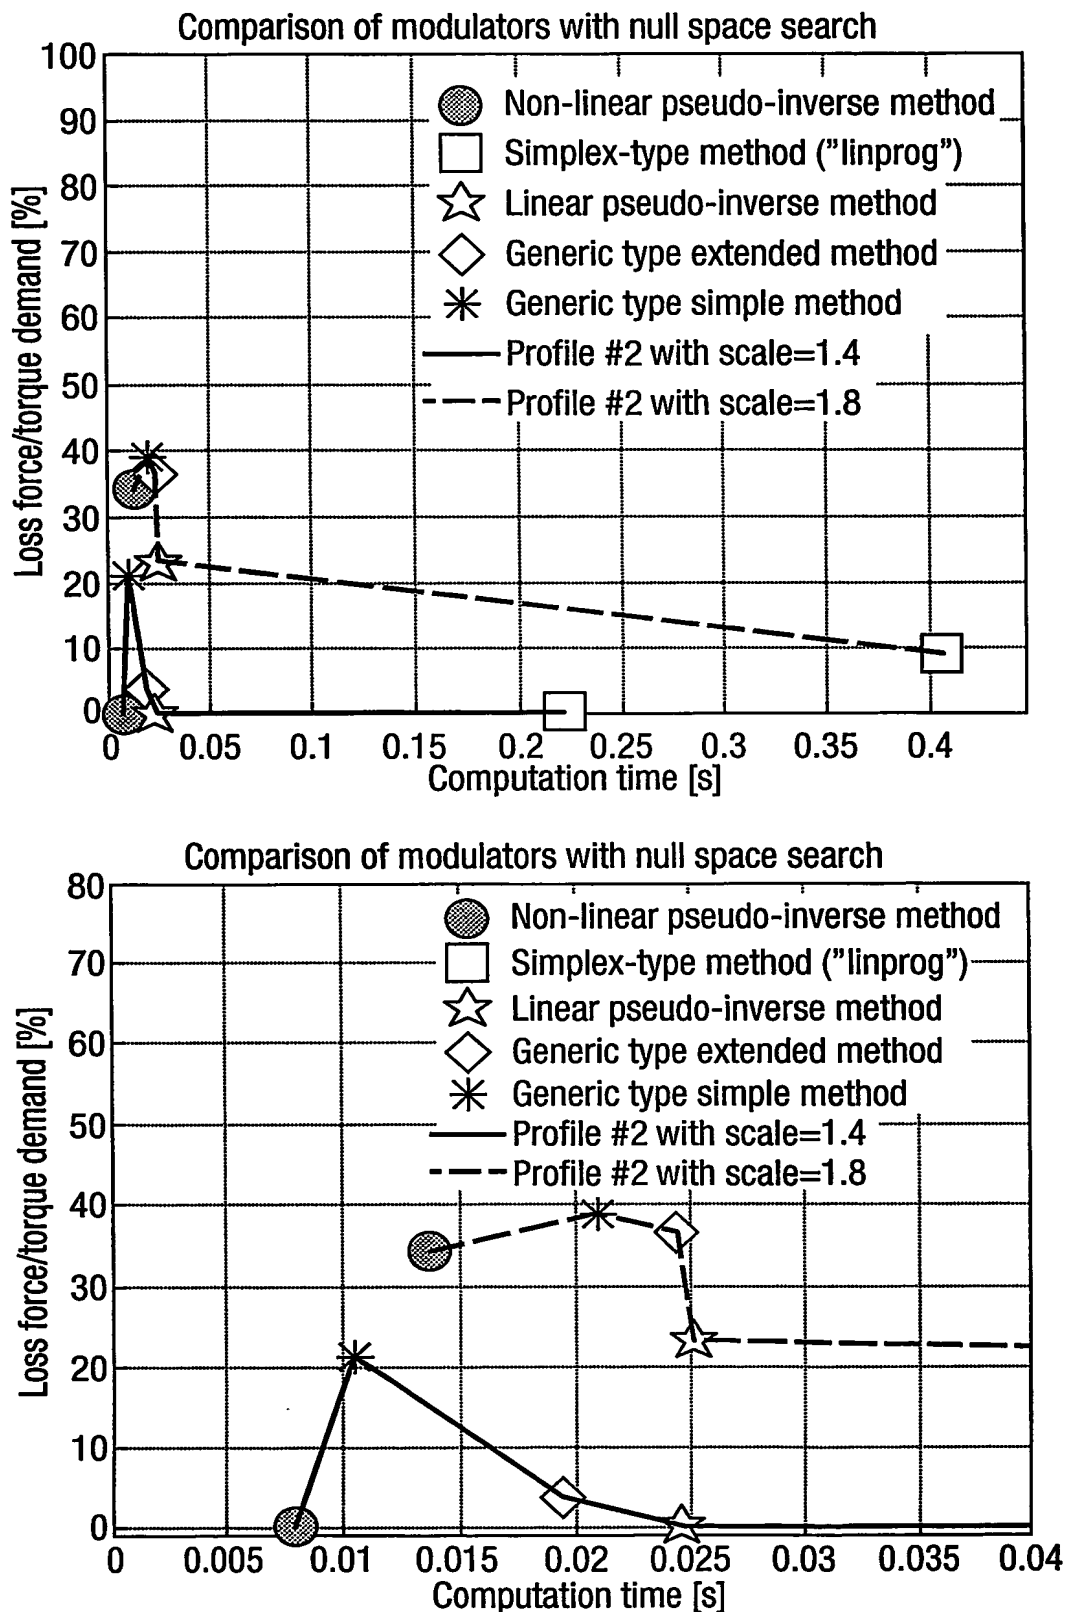 Comparison of modulators with null space search
100
90
80
70
60
50
40
30
20
10
0
Loss force/torque demand [%]
Non-linear pseudo-inverse method
Simplex-type method ("linprog")
Linear pseudo-inverse method
Generic type extended method
Generic type simple method
Profile #2 with scale=1.4
Profile #2 with scale=1.8
0 0.05 0.1 0.15 0.2 0.25 0.3 0.35 0.4
Computation time [s]
Comparison of modulators with null space search
80
70
60
50
40
30
20
10
0
Loss force/torque demand [%]
Non-linear pseudo-inverse method
Simplex-type method ("linprog")
Linear pseudo-inverse method
Generic type extended method
Generic type simple method
Profile #2 with scale=1.4
Profile #2 with scale=1.8
0 0.005 0.01 0.015 0.02 0.025 0.03 0.035 0.04
Computation time [s]